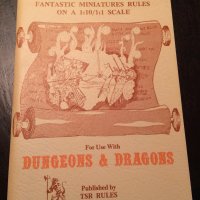 FANTASTIC MINIATURES RULES
ON A 1:10/1:1 SCALE
For Use With
DUNGEONS & DRAGONS
Published by
TSR RULES